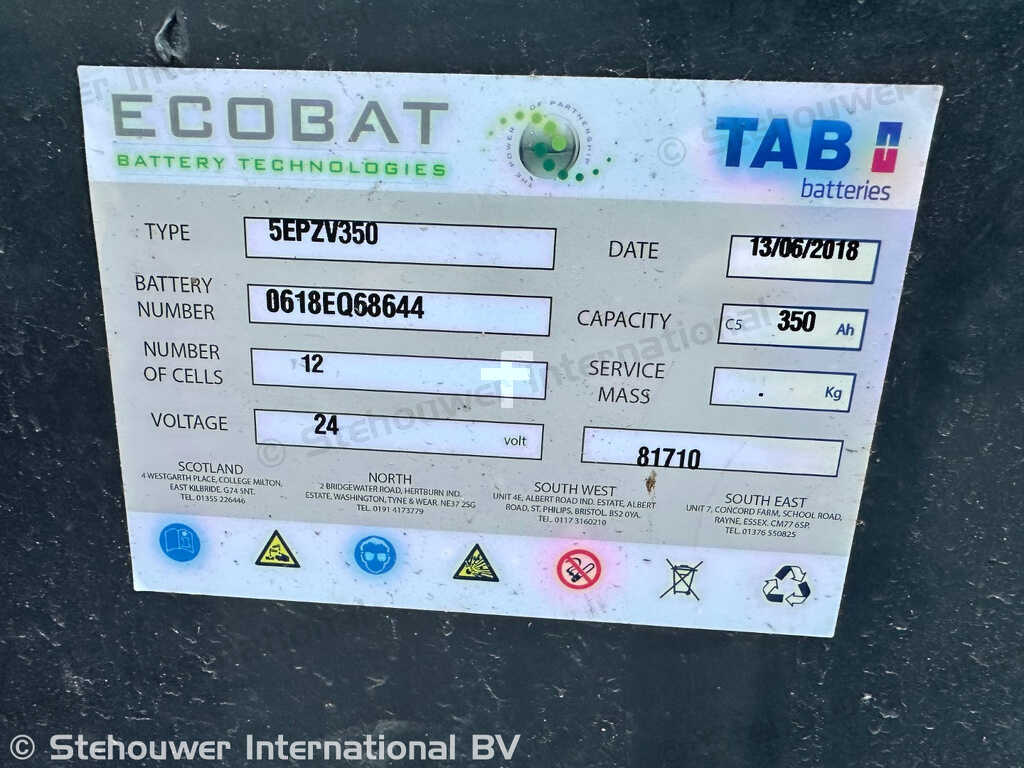 ECOBAT
BATTERY TECHNOLOGIES
THE POWER OF PARTNERSHIP
TAB
batteries
TYPE 5EPZV350
DATE 13/06/2018
BATTERY
NUMBER 0618EQ68644
CAPACITY C5 350 Ah
NUMBER
OF CELLS 12
SERVICE
MASS . Kg
VOLTAGE 24 volt
81710
SCOTLAND
4 WESTGARTH PLACE, COLLEGE MILTON,
EAST KILBRIDE. G74 5NT.
TEL. 01355 226446
NORTH
2 BRIDGEWATER ROAD, HERTBURN IND.
ESTATE, WASHINGTON, TYNE & WEAR. NE37 2SG
TEL. 0191 4173779
SOUTH WEST
UNIT 4E, ALBERT ROAD IND. ESTATE, ALBERT
ROAD, ST. PHILIPS, BRISTOL. BS2 0YA.
TEL. 0117 3160210
SOUTH EAST
UNIT 7, CONCORD FARM, SCHOOL ROAD,
RAYNE, ESSEX. CM77 6SP.
TEL. 01376 550825
© Stehouwer International BV